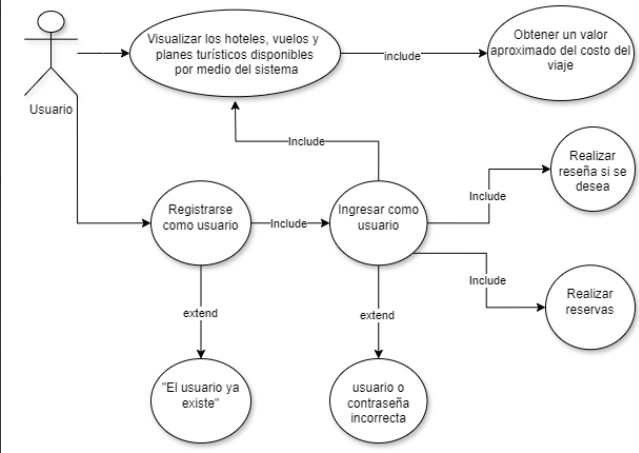 Visualizar los hoteles, vuelos y
planes turísticos disponibles
por medio del sistema
include
Obtener un valor
aproximado del costo del
viaje
Usuario
Include
Realizar
reseña si se
desea
Registrarse
como usuario
Include
Ingresar como
usuario
Include
Include
Realizar
reservas
extend
extend
"El usuario ya
existe"
usuario o
contraseña
incorrecta